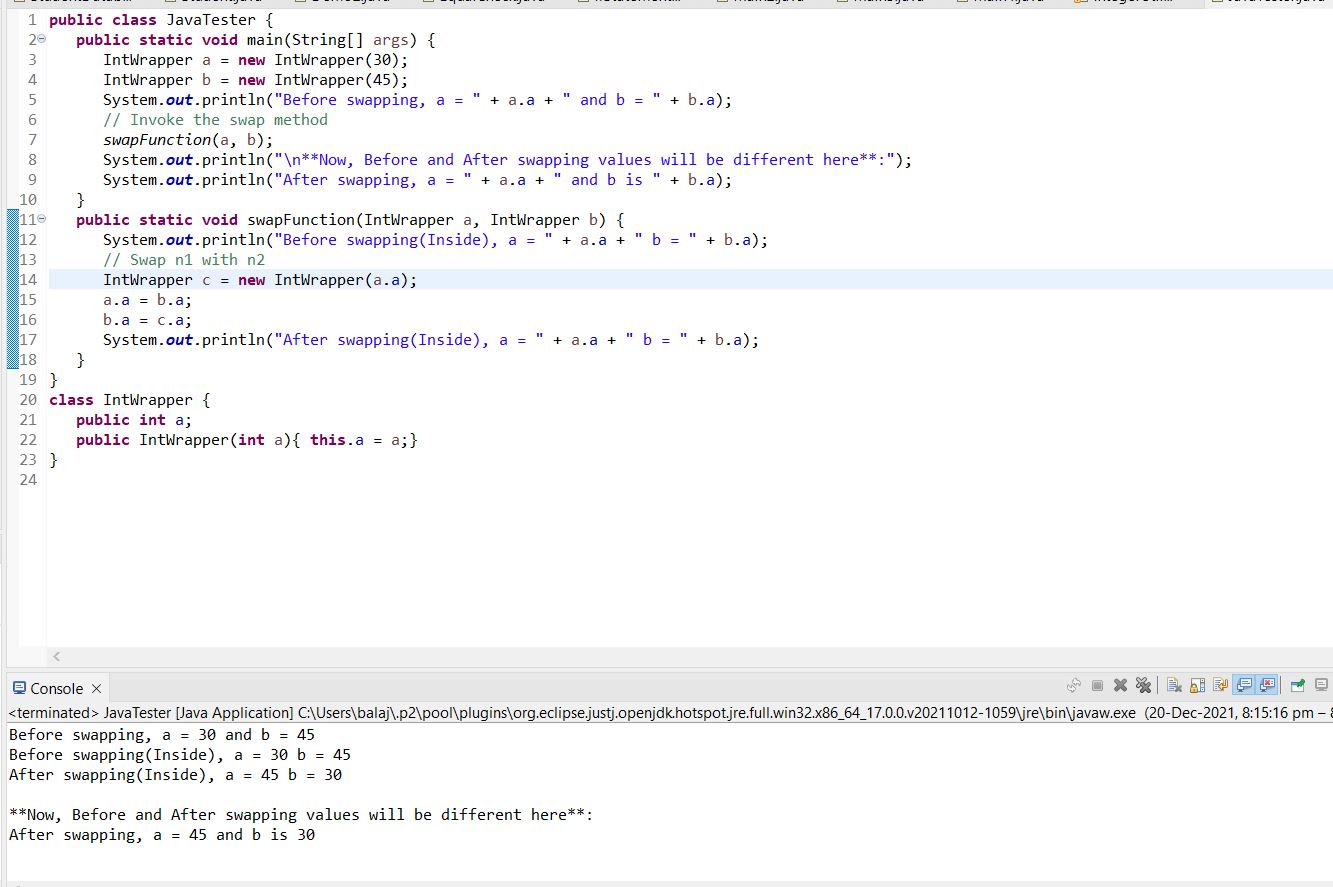 1 public class JavaTester {
2 public static void main(String[] args) {
3 IntWrapper a = new IntWrapper(30);
4 IntWrapper b = new IntWrapper(45);
5 System.out.println("Before swapping, a = " + a.a + " and b = " + b.a);
6 // Invoke the swap method
7 swapFunction(a, b);
8 System.out.println("\n**Now, Before and After swapping values will be different here**:");
9 System.out.println("After swapping, a = " + a.a + " and b is " + b.a);
10 }
11 public static void swapFunction(IntWrapper a, IntWrapper b) {
12 System.out.println("Before swapping(Inside), a = " + a.a + " b = " + b.a);
13 // Swap n1 with n2
14 IntWrapper c = new IntWrapper(a.a);
15 a.a = b.a;
16 b.a = c.a;
17 System.out.println("After swapping(Inside), a = " + a.a + " b = " + b.a);
18 }
19 }
20 class IntWrapper {
21 public int a;
22 public IntWrapper(int a){ this.a = a;}
23 }
24
Console
<terminated> JavaTester [Java Application] C:\Users\balaj\.p2\pool\plugins\org.eclipse.justj.openjdk.hotspot.jre.full.win32.x86_64_17.0.0.v20211012-1059\jre\bin\javaw.exe (20-Dec-2021, 8:15:16 pm –
Before swapping, a = 30 and b = 45
Before swapping(Inside), a = 30 b = 45
After swapping(Inside), a = 45 b = 30
**Now, Before and After swapping values will be different here**:
After swapping, a = 45 and b is 30